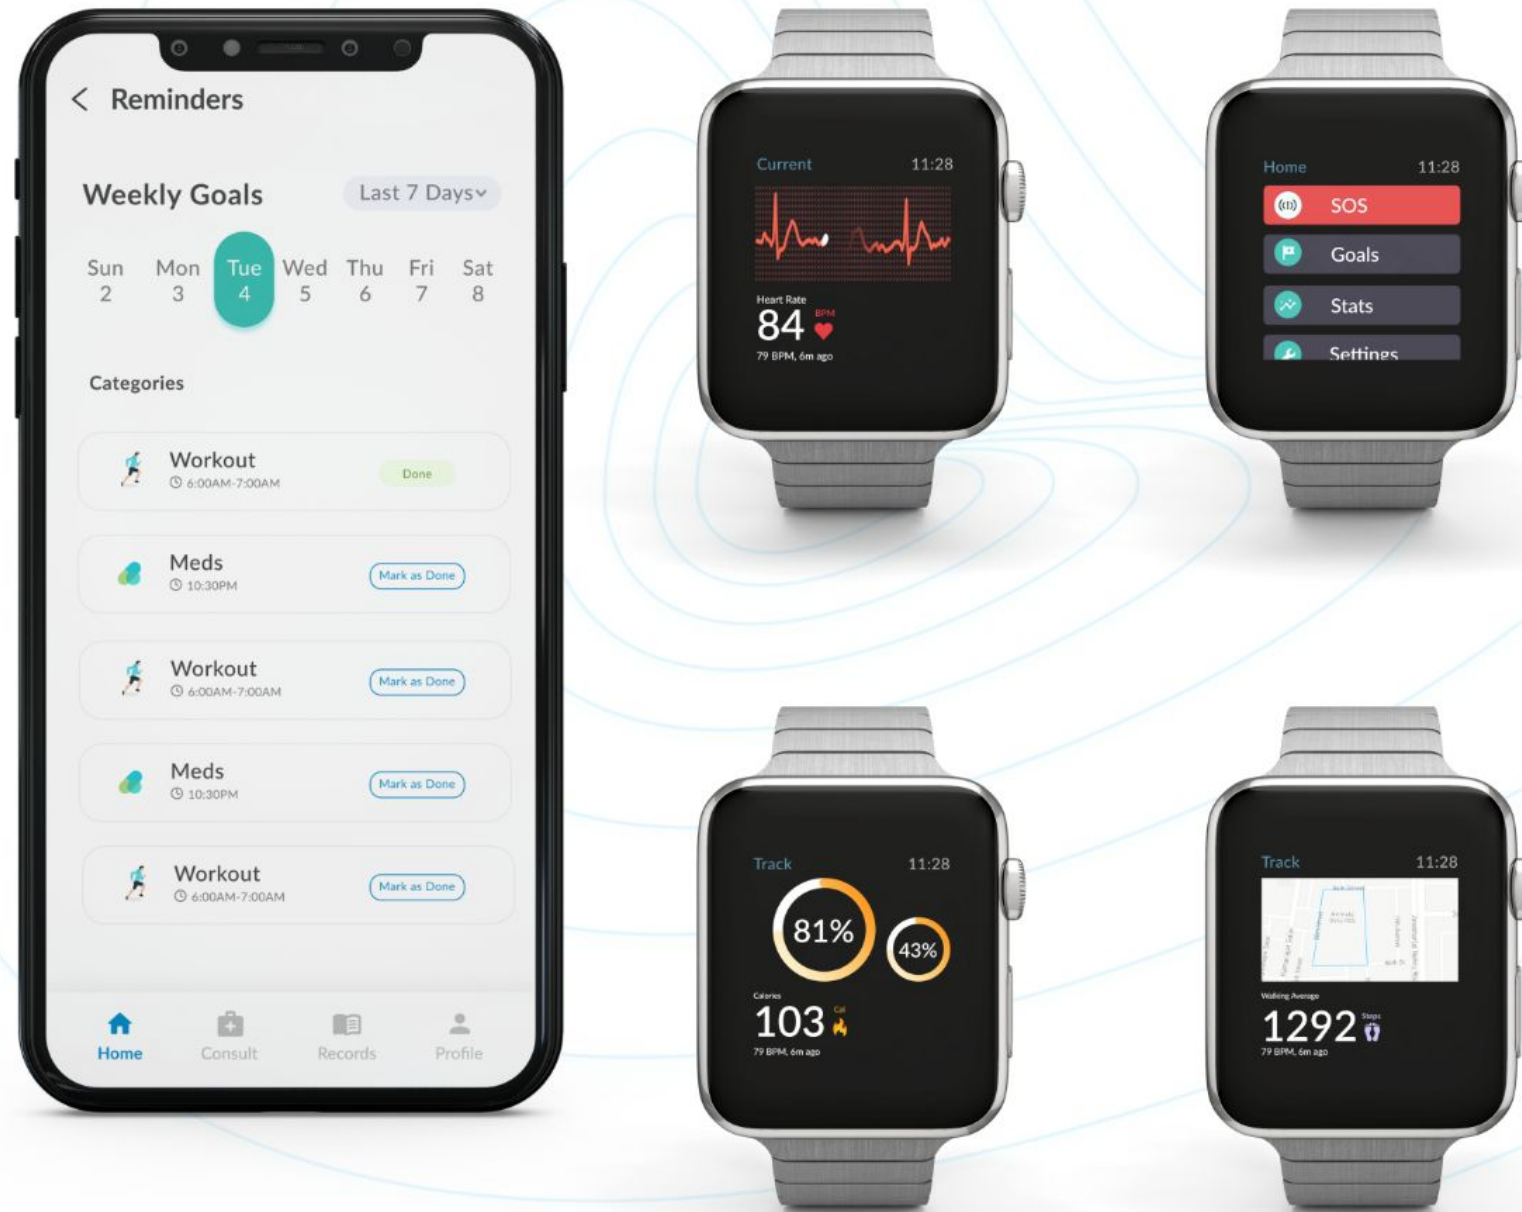 Reminders
Weekly Goals
Last 7 Days
Sun Mon Tue Wed Thu Fri Sat
2 3 4 5 6 7 8
Categories
Workout
6:00AM-7:00AM
Done
Meds
10:30PM
Mark as Done
Workout
6:00AM-7:00AM
Mark as Done
Meds
10:30PM
Mark as Done
Workout
6:00AM-7:00AM
Mark as Done
Home Consult Records Profile
Current 11:28
Heart Rate
84 BPM
79 BPM, 6m ago
Home 11:28
SOS
Goals
Stats
Settings
Track 11:28
81%
43%
Calories
103 Cal
79 BPM, 6m ago
Track 11:28
Walking Average
1292 Steps
79 BPM, 6m ago